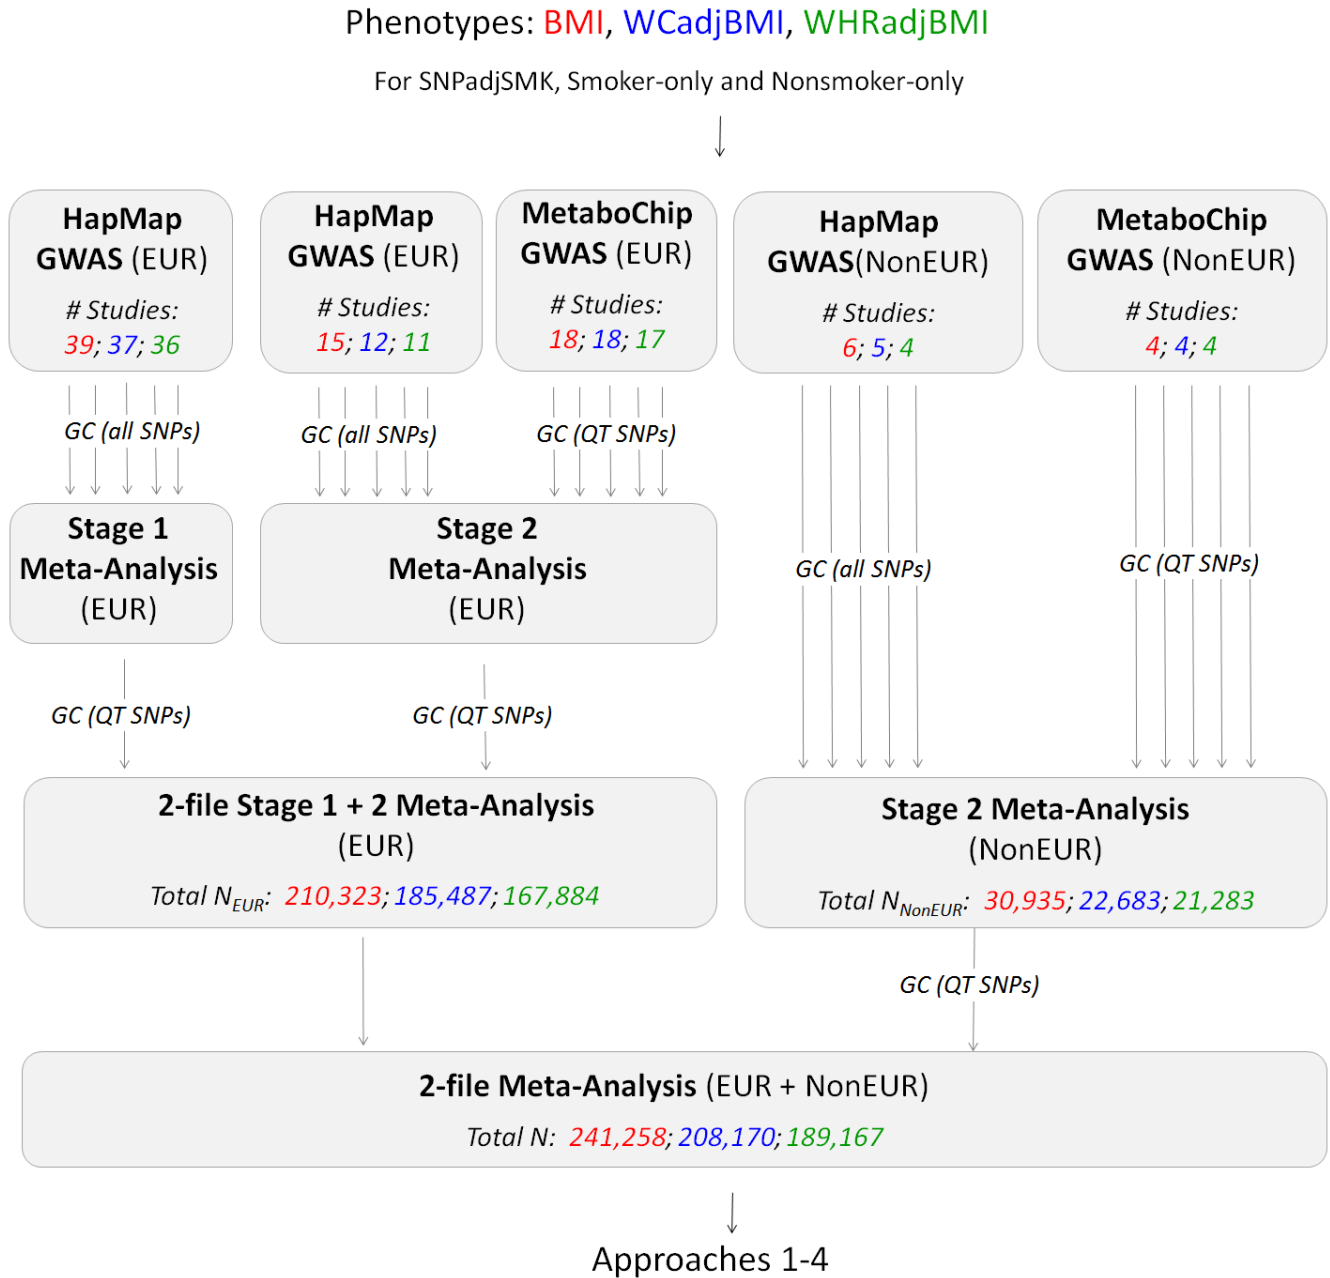 Phenotypes: BMI, WCadjBMI, WHRadjBMI
For SNPadjSMK, Smoker-only and Nonsmoker-only
HapMap
GWAS (EUR)
# Studies:
39; 37; 36
HapMap
GWAS (EUR)
# Studies:
15; 12; 11
MetaboChip
GWAS (EUR)
# Studies:
18; 18; 17
HapMap
GWAS(NonEUR)
# Studies:
6; 5; 4
MetaboChip
GWAS (NonEUR)
# Studies:
4; 4; 4
GC (all SNPs)
GC (all SNPs)
GC (QT SNPs)
GC (all SNPs)
GC (QT SNPs)
Stage 1
Meta-Analysis
(EUR)
Stage 2
Meta-Analysis
(EUR)
GC (QT SNPs)
GC (QT SNPs)
2-file Stage 1 + 2 Meta-Analysis
(EUR)
Total N_EUR: 210,323; 185,487; 167,884
Stage 2 Meta-Analysis
(NonEUR)
Total N_NonEUR: 30,935; 22,683; 21,283
GC (QT SNPs)
2-file Meta-Analysis (EUR + NonEUR)
Total N: 241,258; 208,170; 189,167
Approaches 1-4